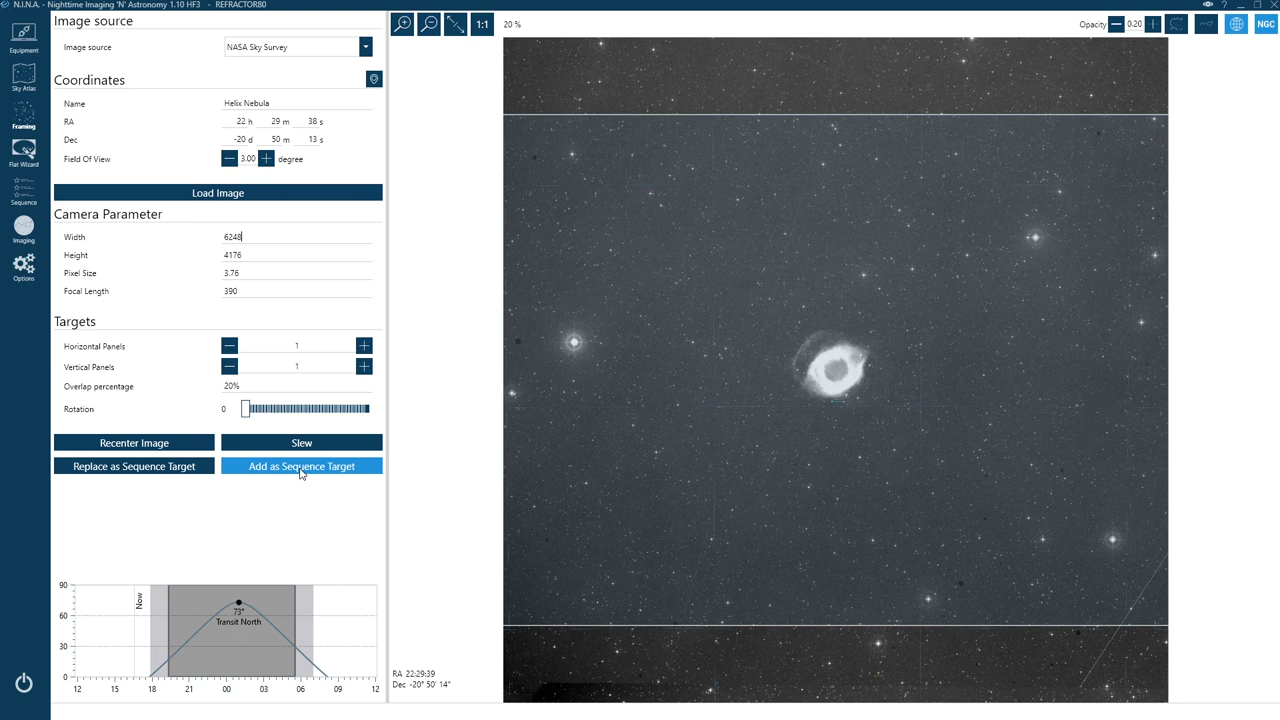 N.I.N.A. - Nighttime Imaging 'N' Astronomy 1.10 HF3 - REFRACTOR80
Equipment
Sky Atlas
Framing
Flat Wizard
Sequence
Imaging
Options
Image source
Image source NASA Sky Survey
Coordinates
Name Helix Nebula
RA 22 h 29 m 38 s
Dec -20 d 50 m 13 s
Field Of View 3.00 degree
Load Image
Camera Parameter
Width 6248
Height 4176
Pixel Size 3.76
Focal Length 390
Targets
Horizontal Panels 1
Vertical Panels 1
Overlap percentage 20%
Rotation 0
Recenter Image Slew
Replace as Sequence Target Add as Sequence Target
90
60
30
0
Now
73°
Transit North
12 15 18 21 00 03 06 09 12
1:1 20 %
Opacity 0.20 NGC
RA 22:29:39
Dec -20° 50' 14"